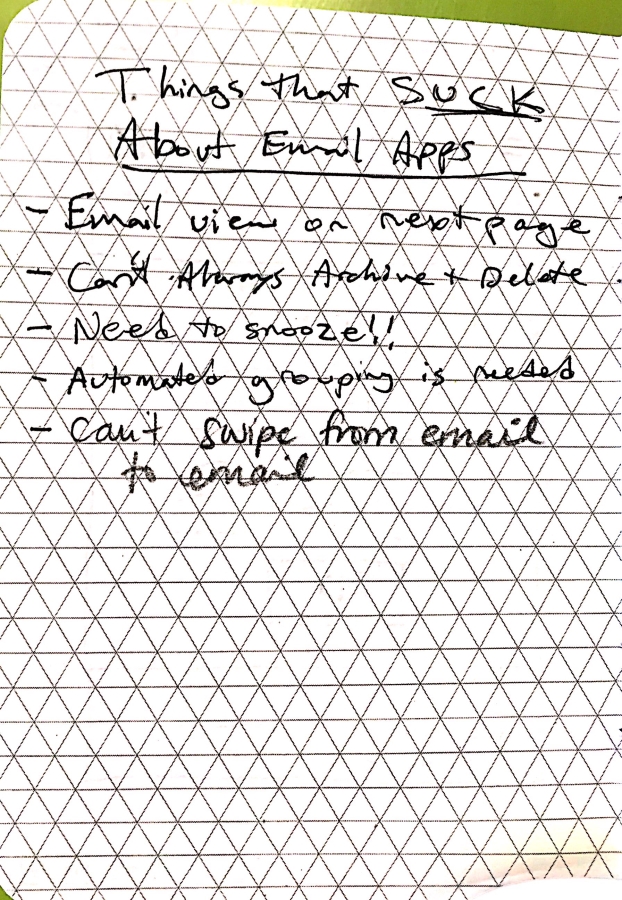 Things that SUCK
About Email Apps
- Email view on next page
- Can't Always Archive + Delete
- Need to snooze!!
- Automated grouping is needed
- Can't swipe from email
to email